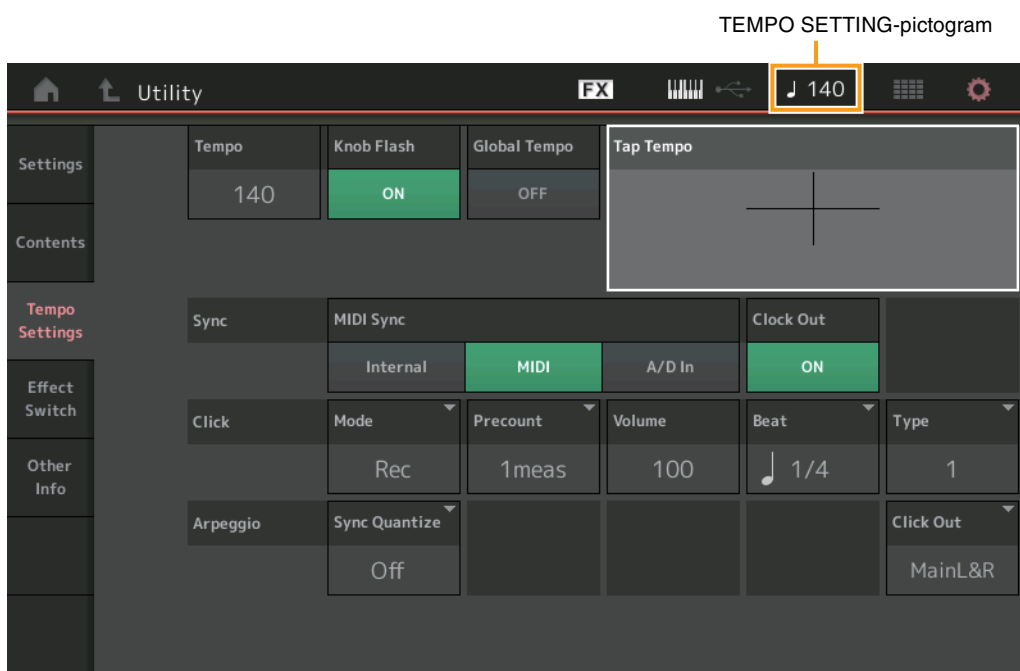 TEMPO SETTING-pictogram
Utility
FX
♩ 140
Settings
Contents
Tempo
Settings
Effect
Switch
Other
Info
Tempo
140
Knob Flash
ON
Global Tempo
OFF
Tap Tempo
Sync
MIDI Sync
Internal
MIDI
A/D In
Clock Out
ON
Click
Mode
Rec
Precount
1meas
Volume
100
Beat
♩ 1/4
Type
1
Arpeggio
Sync Quantize
Off
Click Out
MainL&R